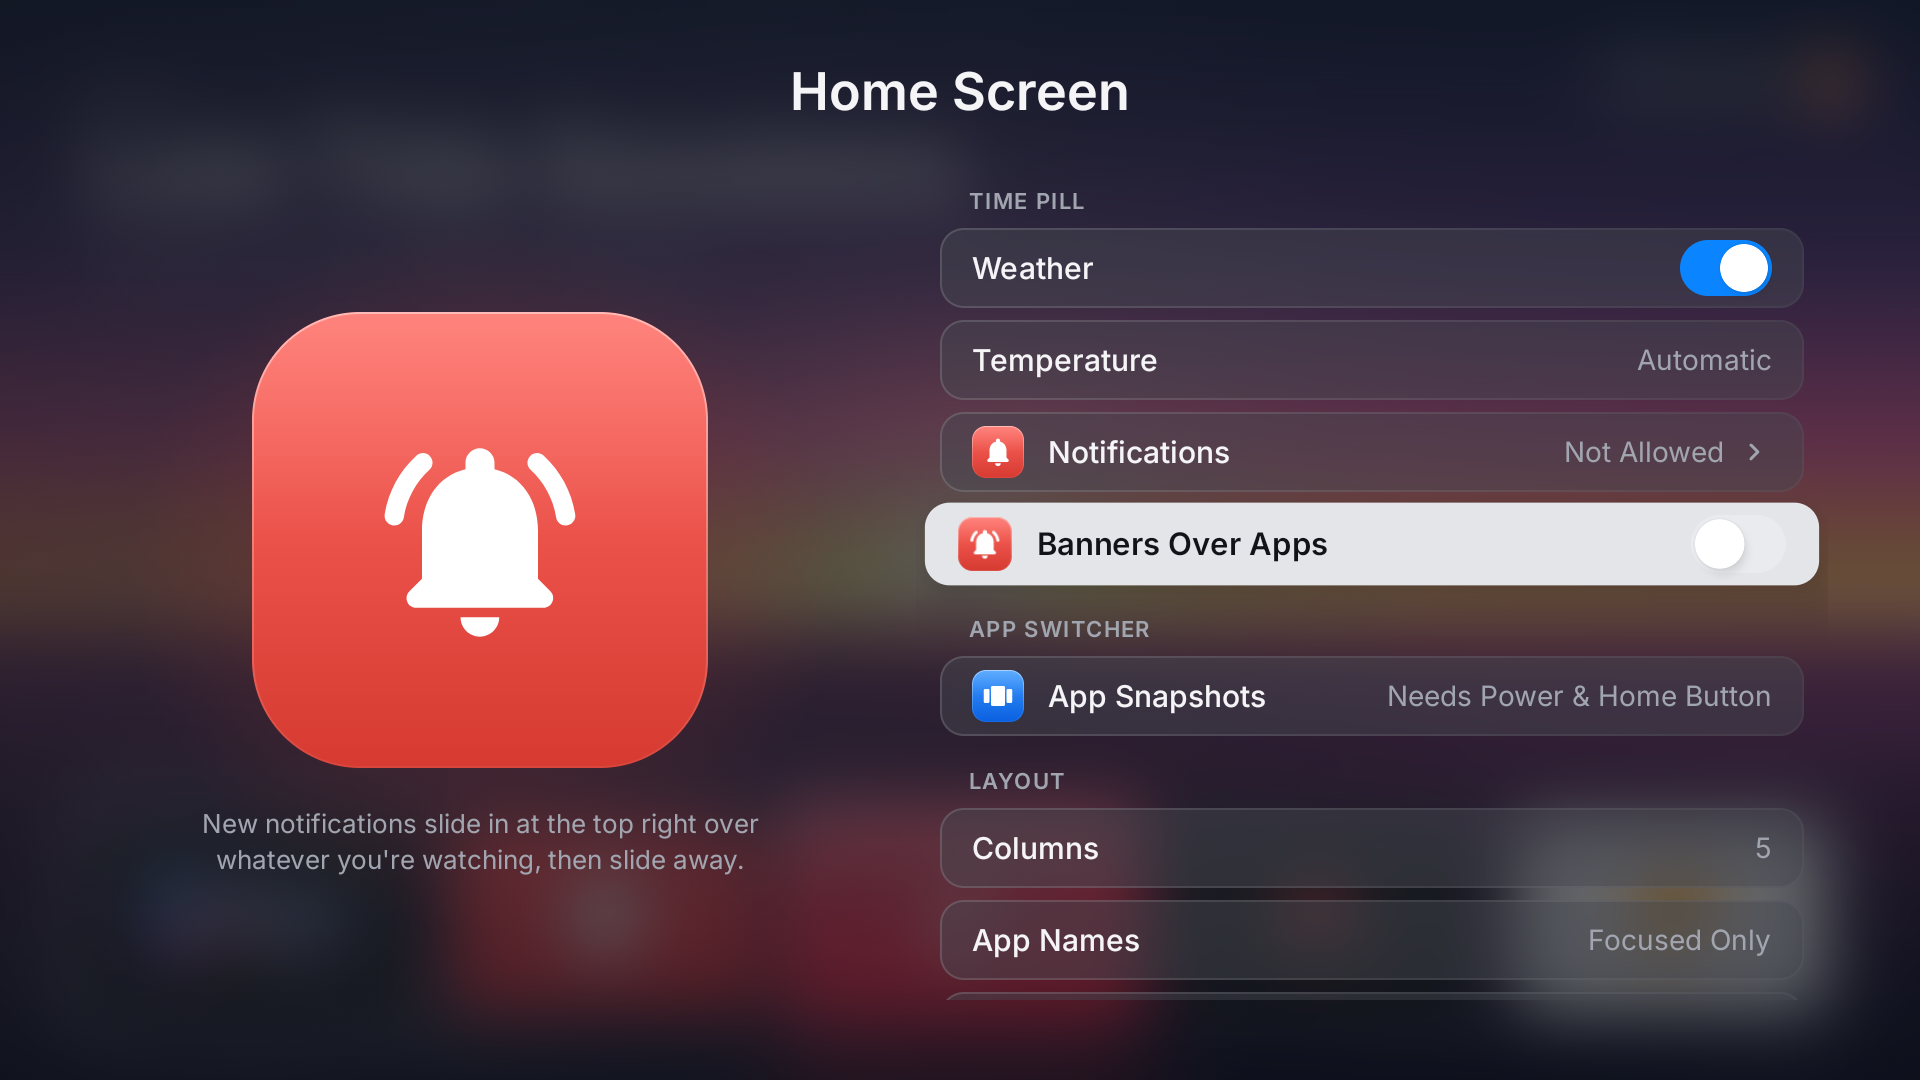 Home Screen
TIME PILL
Weather
Temperature Automatic
Notifications Not Allowed
Banners Over Apps
APP SWITCHER
App Snapshots Needs Power & Home Button
LAYOUT
Columns 5
App Names Focused Only
New notifications slide in at the top right over
whatever you're watching, then slide away.